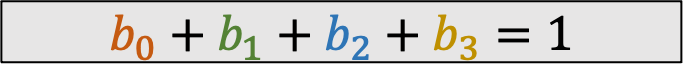 b₀ + b₁ + b₂ + b₃ = 1